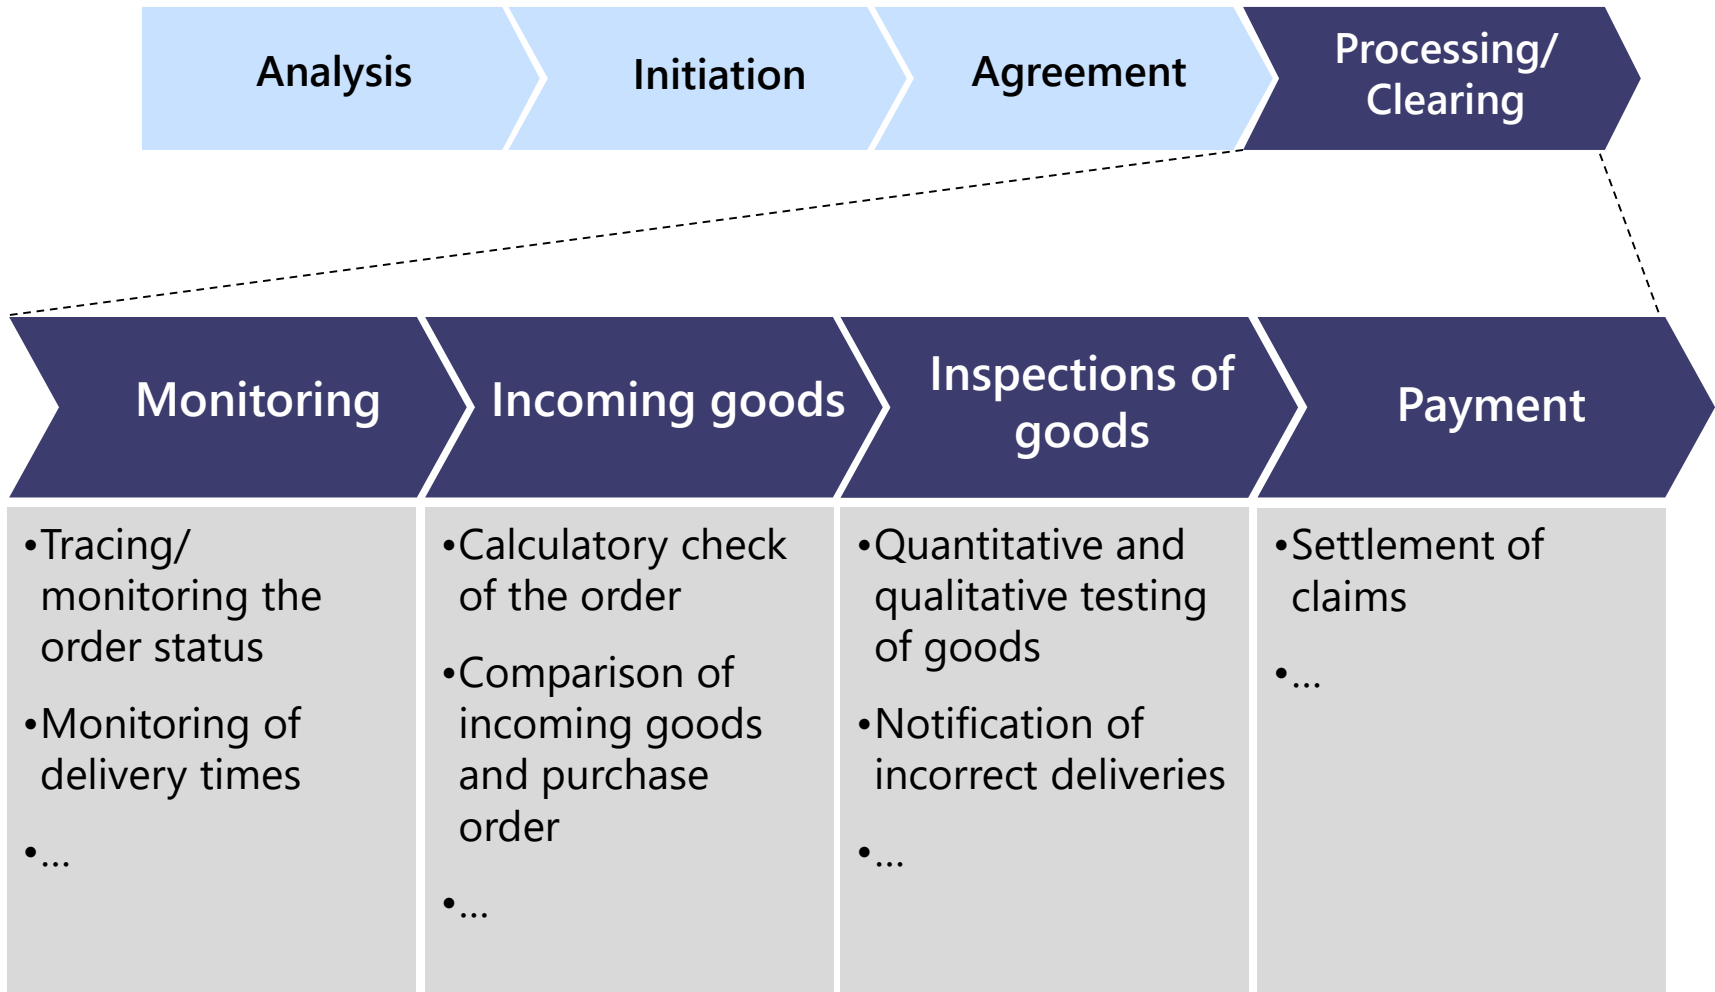 Analysis
Initiation
Agreement
Processing/
Clearing
Monitoring
Incoming goods
Inspections of
goods
Payment
•Tracing/
monitoring the
order status
•Monitoring of
delivery times
•...
•Calculatory check
of the order
•Comparison of
incoming goods
and purchase
order
•...
•Quantitative and
qualitative testing
of goods
•Notification of
incorrect deliveries
•...
•Settlement of
claims
•...